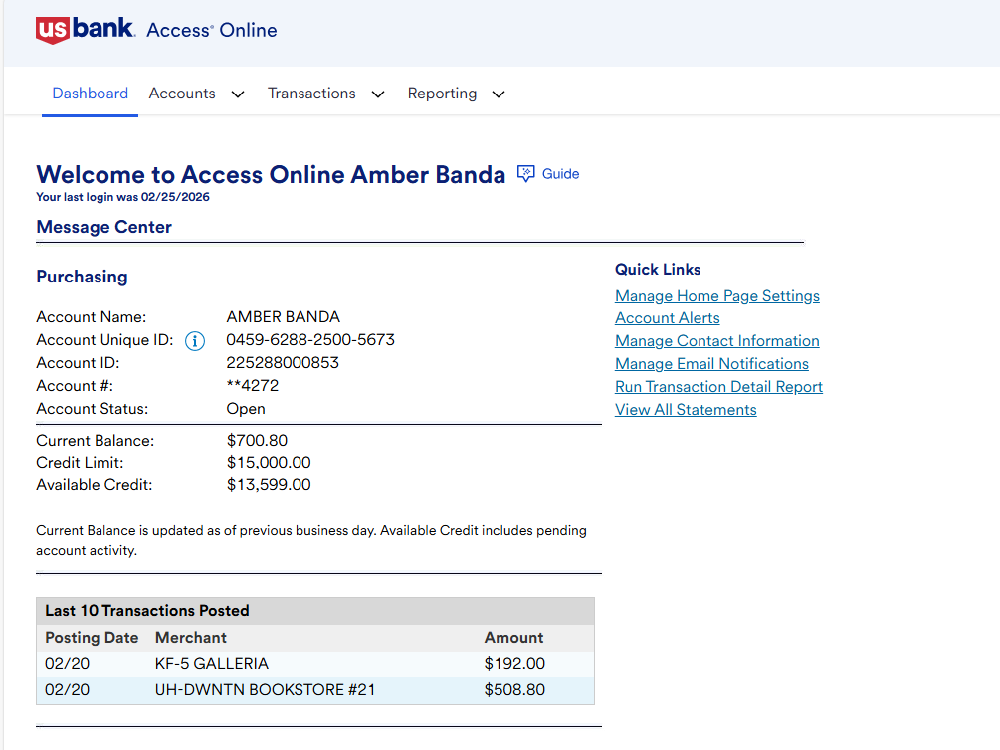 usbank. Access® Online
Dashboard Accounts Transactions Reporting
Welcome to Access Online Amber Banda Guide
Your last login was 02/25/2026
Message Center
Purchasing
Account Name: AMBER BANDA
Account Unique ID: i 0459-6288-2500-5673
Account ID: 225288000853
Account #: **4272
Account Status: Open
Current Balance: $700.80
Credit Limit: $15,000.00
Available Credit: $13,599.00
Current Balance is updated as of previous business day. Available Credit includes pending
account activity.
Last 10 Transactions Posted
Posting Date Merchant Amount
02/20 KF-5 GALLERIA $192.00
02/20 UH-DWNTN BOOKSTORE #21 $508.80
Quick Links
Manage Home Page Settings
Account Alerts
Manage Contact Information
Manage Email Notifications
Run Transaction Detail Report
View All Statements